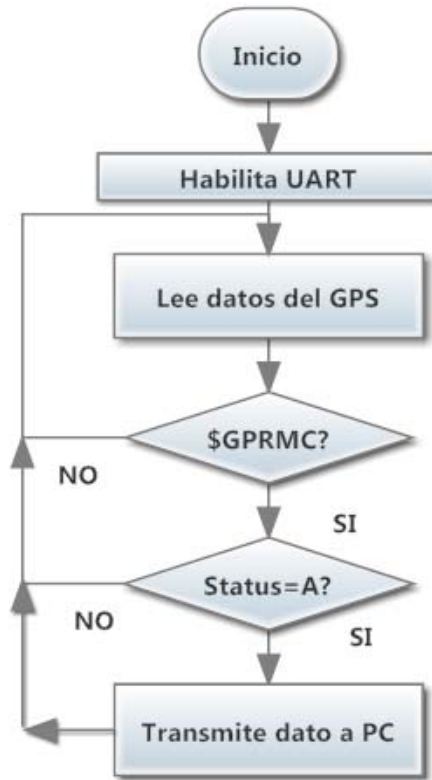 Inicio
Habilita UART
Lee datos del GPS
$GPRMC?
NO
SI
Status=A?
NO
SI
Transmite dato a PC